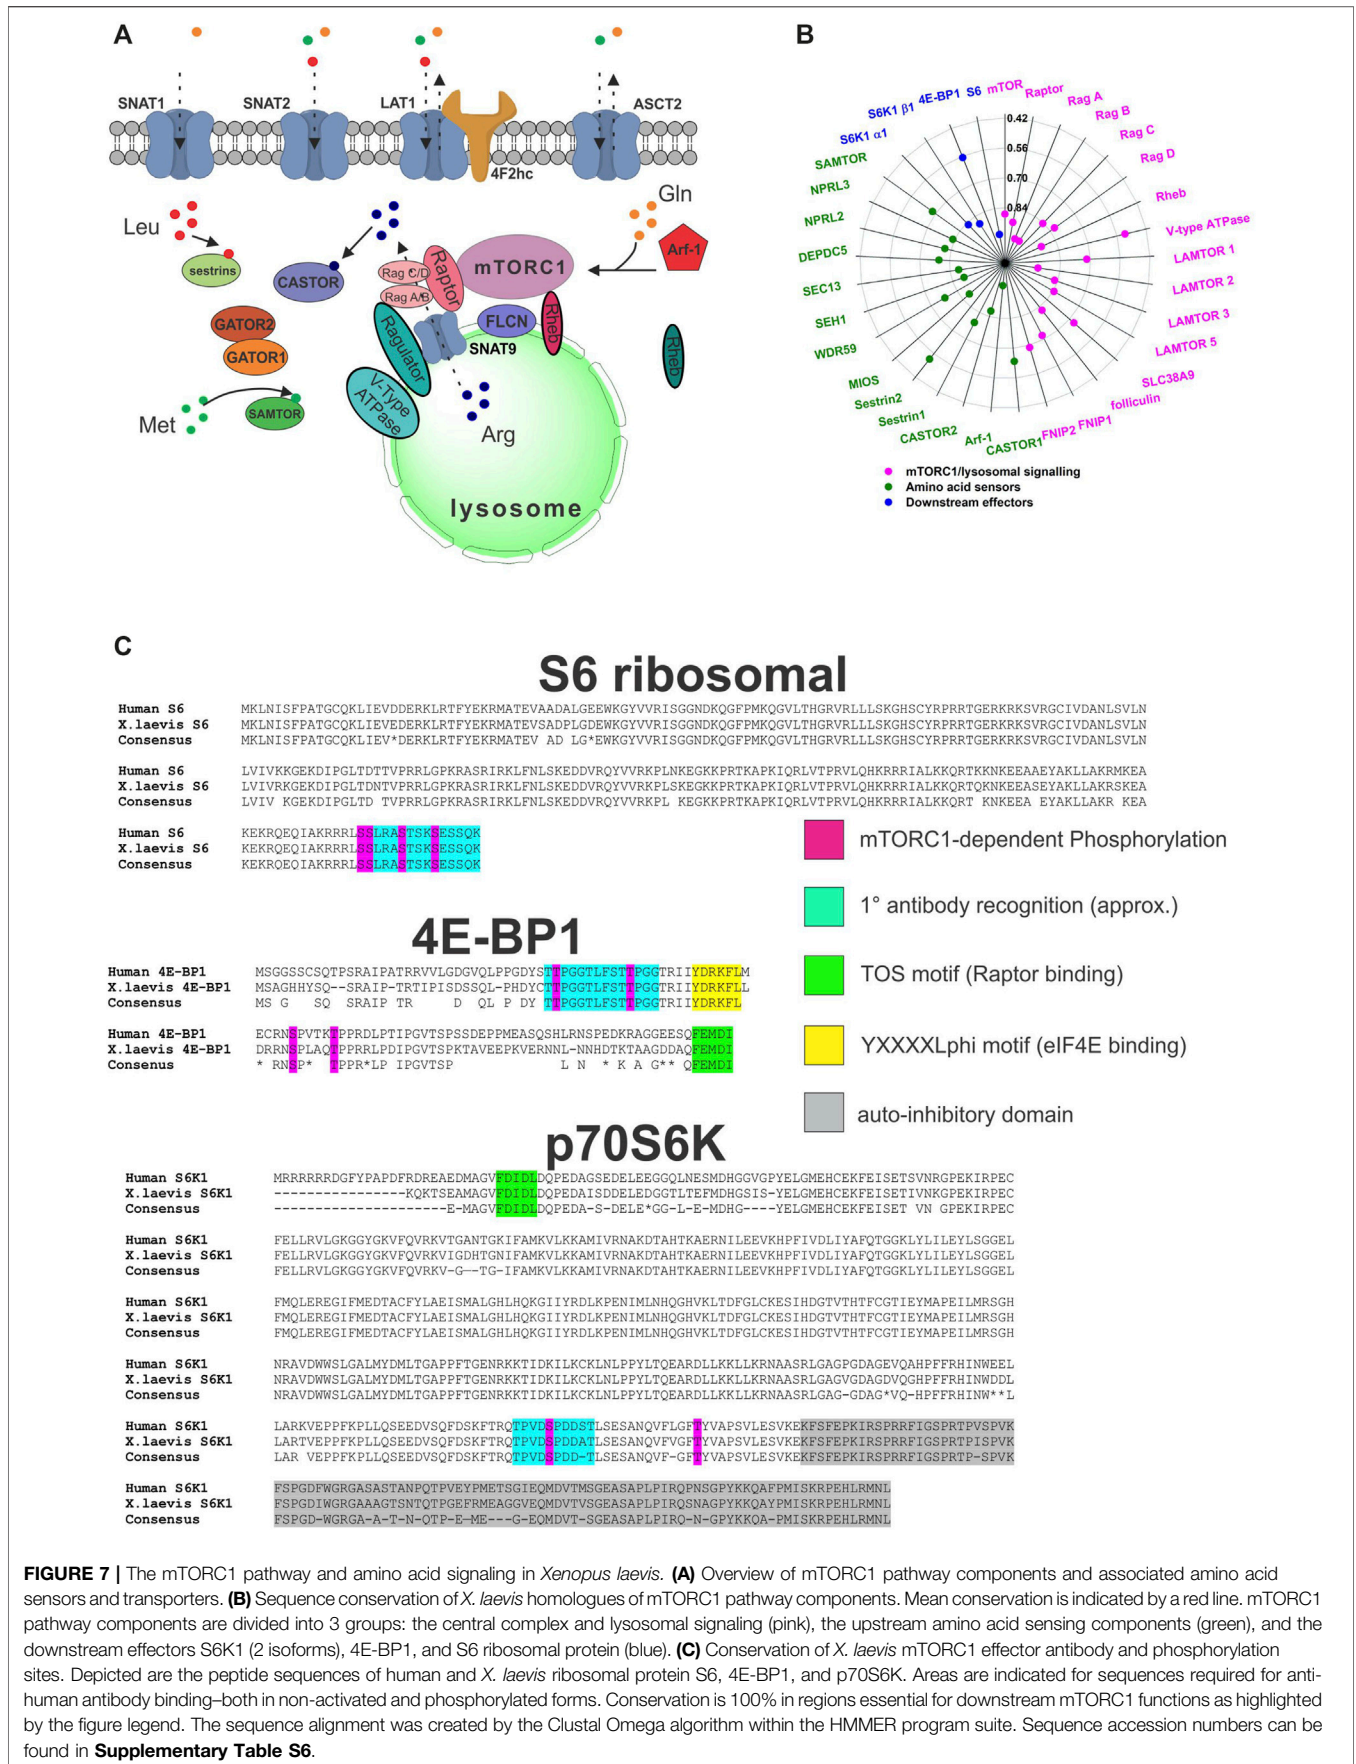 A
SNAT1
SNAT2
LAT1
ASCT2
4F2hc
Leu
sestrins
CASTOR
Rag C/D
Rag A/B
Raptor
mTORC1
Gln
Arf-1
GATOR2
GATOR1
Ragulator
SNAT9
FLCN
Rheb
Rheb
Met
SAMTOR
V-Type
ATPase
Arg
lysosome
B
mTOR
Raptor
Rag A
Rag B
Rag C
Rag D
Rheb
V-type ATPase
LAMTOR 1
LAMTOR 2
LAMTOR 3
LAMTOR 5
SLC38A9
folliculin
FNIP1
FNIP2
CASTOR1
Arf-1
CASTOR2
Sestrin1
Sestrin2
MIOS
WDR59
SEH1
SEC13
DEPDC5
NPRL2
NPRL3
SAMTOR
S6K1 α1
S6K1 β1
4E-BP1
S6
0.42
0.56
0.70
0.84
mTORC1/lysosomal signalling
Amino acid sensors
Downstream effectors
C
S6 ribosomal
Human S6 MKLNISFPATGCQKLIEVDDERKLRTFYEKRMATEVAADALGEEWKGYVVRISGGNDKQGFPMKQGVLTHGRVRLLLSKGHSCYRPRRTGERKRKSVRGCIVDANLSVLN
X.laevis S6 MKLNISFPATGCQKLIEVEDERKLRTFYEKRMATEVSADPLGDEWKGYVVRISGGNDKQGFPMKQGVLTHGRVRLLLSKGHSCYRPRRTGERKRKSVRGCIVDANLSVLN
Consensus MKLNISFPATGCQKLIEV*DERKLRTFYEKRMATEV AD LG*EWKGYVVRISGGNDKQGFPMKQGVLTHGRVRLLLSKGHSCYRPRRTGERKRKSVRGCIVDANLSVLN
Human S6 LVIVKKGEKDIPGLTDTTVPRRLGPKRASRIRKLFNLSKEDDVRQYVVRKPLNKEGKKPRTKAPKIQRLVTPRVLQHKRRRIALKKQRTKKNKEEAAEYAKLLAKRMKEA
X.laevis S6 LVIVRKGEKDIPGLTDNTVPRRLGPKRASRIRKLFNLSKEDDVRQYVVRKPLSKEGKKPRTKAPKIQRLVTPRVLQHKRRRIALKKQRTQKNKEEASEYAKLLAKRSKEA
Consensus LVIV KGEKDIPGLTD TVPRRLGPKRASRIRKLFNLSKEDDVRQYVVRKPL KEGKKPRTKAPKIQRLVTPRVLQHKRRRIALKKQRT KNKEEA EYAKLLAKR KEA
Human S6 KEKRQEQIAKRRRLSSLRASTSKSESSQK
X.laevis S6 KEKRQEQIAKRRRLSSLRASTSKSESSQK
Consensus KEKRQEQIAKRRRLSSLRASTSKSESSQK
mTORC1-dependent Phosphorylation
1° antibody recognition (approx.)
TOS motif (Raptor binding)
YXXXXLphi motif (eIF4E binding)
auto-inhibitory domain
4E-BP1
Human 4E-BP1 MSGGSSCSQTPSRAIPATRRVVLGDGVQLPPGDYSTTPGGTLFSTTPGGTRIIYDRKFLM
X.laevis 4E-BP1 MSAGHHYSQ--SRAIP-TRTIPISDSSQL-PHDYCTTPGGTLFSTTPGGTRIIYDRKFLL
Consensus MS G SQ SRAIP TR D QL P DY TTPGGTLFSTTPGGTRIIYDRKFL
Human 4E-BP1 ECRNSPVTKTPPRDLPTIPGVTSPSSDEPPMEASQSHLRNSPEDKRAGGEESQFEMDI
X.laevis 4E-BP1 DRRNSPLAQTPPRRLPDIPGVTSPKTAVEEPKVERNNL-NNHDTKTAAGDDAQFEMDI
Consensus * RNSP* TPPR*LP IPGVTSP L N * K A G** QFEMDI
p70S6K
Human S6K1 MRRRRRRDGFYPAPDFRDREAEDMAGVFDIDLDQPEDAGSEDELEEGGQLNESMDHGGVGPYELGMEHCEKFEISETSVNRGPEKIRPEC
X.laevis S6K1 ----------------KQKTSEAMAGVFDIDLDQPEDAISDDELEDGGTLTEFMDHGSIS-YELGMEHCEKFEISETIVNKGPEKIRPEC
Consensus ---------------------E-MAGVFDIDLDQPEDA-S-DELE*GG-L-E-MDHG----YELGMEHCEKFEISET VN GPEKIRPEC
Human S6K1 FELLRVLGKGGYGKVFQVRKVTGANTGKIFAMKVLKKAMIVRNAKDTAHTKAERNILEEVKHPFIVDLIYAFQTGGKLYLILEYLSGGEL
X.laevis S6K1 FELLRVLGKGGYGKVFQVRKVIGDHTGNIFAMKVLKKAMIVRNAKDTAHTKAERNILEEVKHPFIVDLIYAFQTGGKLYLILEYLSGGEL
Consensus FELLRVLGKGGYGKVFQVRKV-G--TG-IFAMKVLKKAMIVRNAKDTAHTKAERNILEEVKHPFIVDLIYAFQTGGKLYLILEYLSGGEL
Human S6K1 FMQLEREGIFMEDTACFYLAEISMALGHLHQKGIIYRDLKPENIMLNHQGHVKLTDFGLCKESIHDGTVTHTFCGTIEYMAPEILMRSGH
X.laevis S6K1 FMQLEREGIFMEDTACFYLAEISMALGHLHQKGIIYRDLKPENIMLNHQGHVKLTDFGLCKESIHDGTVTHTFCGTIEYMAPEILMRSGH
Consensus FMQLEREGIFMEDTACFYLAEISMALGHLHQKGIIYRDLKPENIMLNHQGHVKLTDFGLCKESIHDGTVTHTFCGTIEYMAPEILMRSGH
Human S6K1 NRAVDWWSLGALMYDMLTGAPPFTGENRKKTIDKILKCKLNLPPYLTQEARDLLKKLLKRNAASRLGAGPGDAGEVQAHPFFRHINWEEL
X.laevis S6K1 NRAVDWWSLGALMYDMLTGAPPFTGENRKKTIDKILKCKLNLPPYLTQEARDLLKKLLKRNAASRLGAGVGDAGDVQGHPFFRHINWDDL
Consensus NRAVDWWSLGALMYDMLTGAPPFTGENRKKTIDKILKCKLNLPPYLTQEARDLLKKLLKRNAASRLGAG-GDAG*VQ-HPFFRHINW**L
Human S6K1 LARKVEPPFKPLLQSEEDVSQFDSKFTRQTPVDSPDDSTLSESANQVFLGFTYVAPSVLESVKEKFSFEPKIRSPRRFIGSPRTPVSPVK
X.laevis S6K1 LARTVEPPFKPLLQSEEDVSQFDSKFTRQTPVDSPDDATLSESANQVFVGFTYVAPSVLESVKEKFSFEPKIRSPRRFIGSPRTPISPVK
Consensus LAR VEPPFKPLLQSEEDVSQFDSKFTRQTPVDSPDD-TLSESANQVF-GFTYVAPSVLESVKEKFSFEPKIRSPRRFIGSPRTP-SPVK
Human S6K1 FSPGDFWGRGASASTANPQTPVEYPMETSGIEQMDVTMSGEASAPLPIRQPNSGPYKKQAFPMISKRPEHLRMNL
X.laevis S6K1 FSPGDIWGRGAAAGTSNTQTPGEFRMEAGGVEQMDVTVSGEASAPLPIRQSNAGPYKKQAYPMISKRPEHLRMNL
Consensus FSPGD-WGRGA-A-T-N-QTP-E-ME---G-EQMDVT-SGEASAPLPIRQ-N-GPYKKQA-PMISKRPEHLRMNL
FIGURE 7 | The mTORC1 pathway and amino acid signaling in Xenopus laevis. (A) Overview of mTORC1 pathway components and associated amino acid
sensors and transporters. (B) Sequence conservation of X. laevis homologues of mTORC1 pathway components. Mean conservation is indicated by a red line. mTORC1
pathway components are divided into 3 groups: the central complex and lysosomal signaling (pink), the upstream amino acid sensing components (green), and the
downstream effectors S6K1 (2 isoforms), 4E-BP1, and S6 ribosomal protein (blue). (C) Conservation of X. laevis mTORC1 effector antibody and phosphorylation
sites. Depicted are the peptide sequences of human and X. laevis ribosomal protein S6, 4E-BP1, and p70S6K. Areas are indicated for sequences required for anti-
human antibody binding–both in non-activated and phosphorylated forms. Conservation is 100% in regions essential for downstream mTORC1 functions as highlighted
by the figure legend. The sequence alignment was created by the Clustal Omega algorithm within the HMMER program suite. Sequence accession numbers can be
found in Supplementary Table S6.